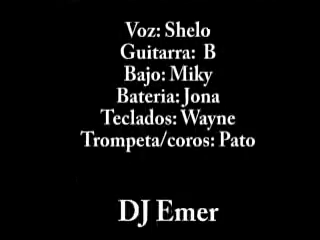 Voz: Shelo
Guitarra: B
Bajo: Miky
Bateria: Jona
Teclados: Wayne
Trompeta/coros: Pato
DJ Emer